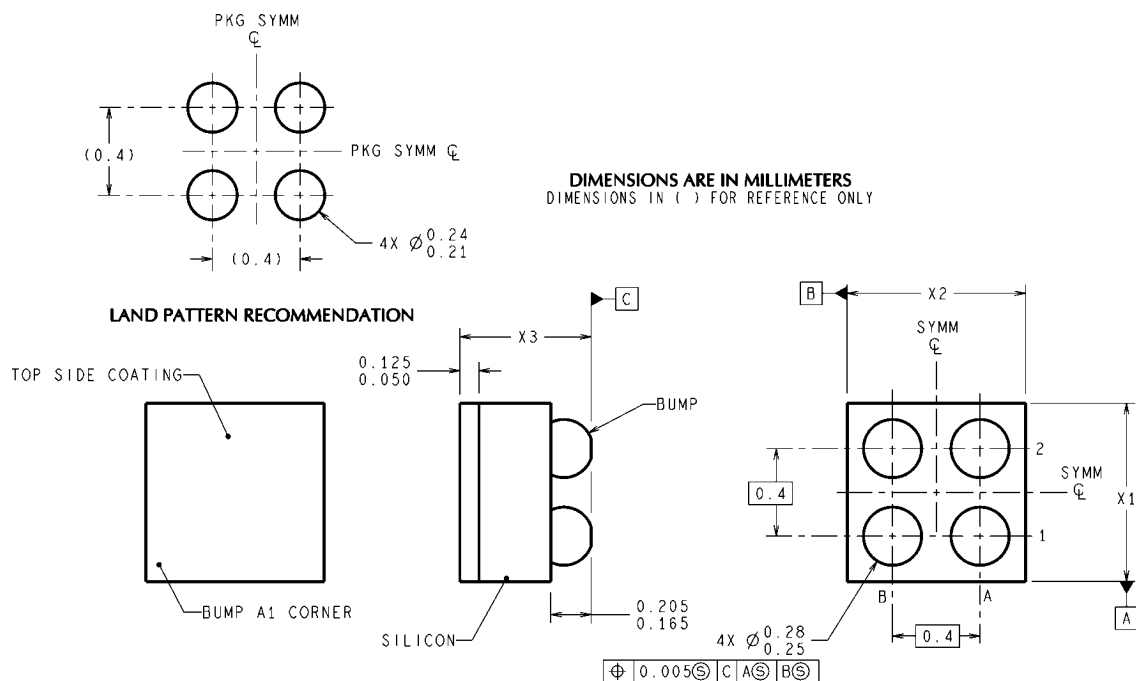 PKG SYMM
℄
(0.4)
PKG SYMM ℄
4X Ø 0.24
0.21
(0.4)
DIMENSIONS ARE IN MILLIMETERS
DIMENSIONS IN ( ) FOR REFERENCE ONLY
LAND PATTERN RECOMMENDATION
TOP SIDE COATING
BUMP A1 CORNER
C
X3
0.125
0.050
BUMP
SILICON
0.205
0.165
B
X2
SYMM
℄
2
SYMM
℄
0.4
X1
1
B A
A
4X Ø 0.28
0.25
0.4
⌖ 0.005Ⓢ C AⓈ BⓈ